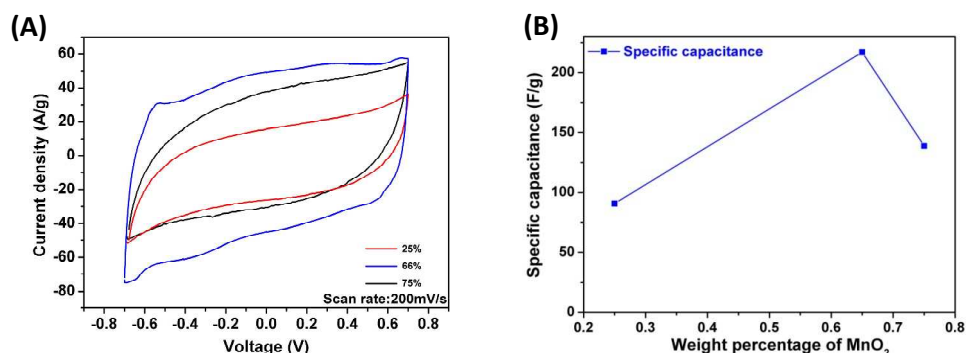 (A)
Current density (A/g)
60
40
20
0
-20
-40
-60
-80
25%
66%
75%
Scan rate:200mV/s
-0.8 -0.6 -0.4 -0.2 0.0 0.2 0.4 0.6 0.8
Voltage (V)
(B)
Specific capacitance
Specific capacitance (F/g)
200
150
100
50
0
0.2 0.3 0.4 0.5 0.6 0.7 0.8
Weight percentage of MnO